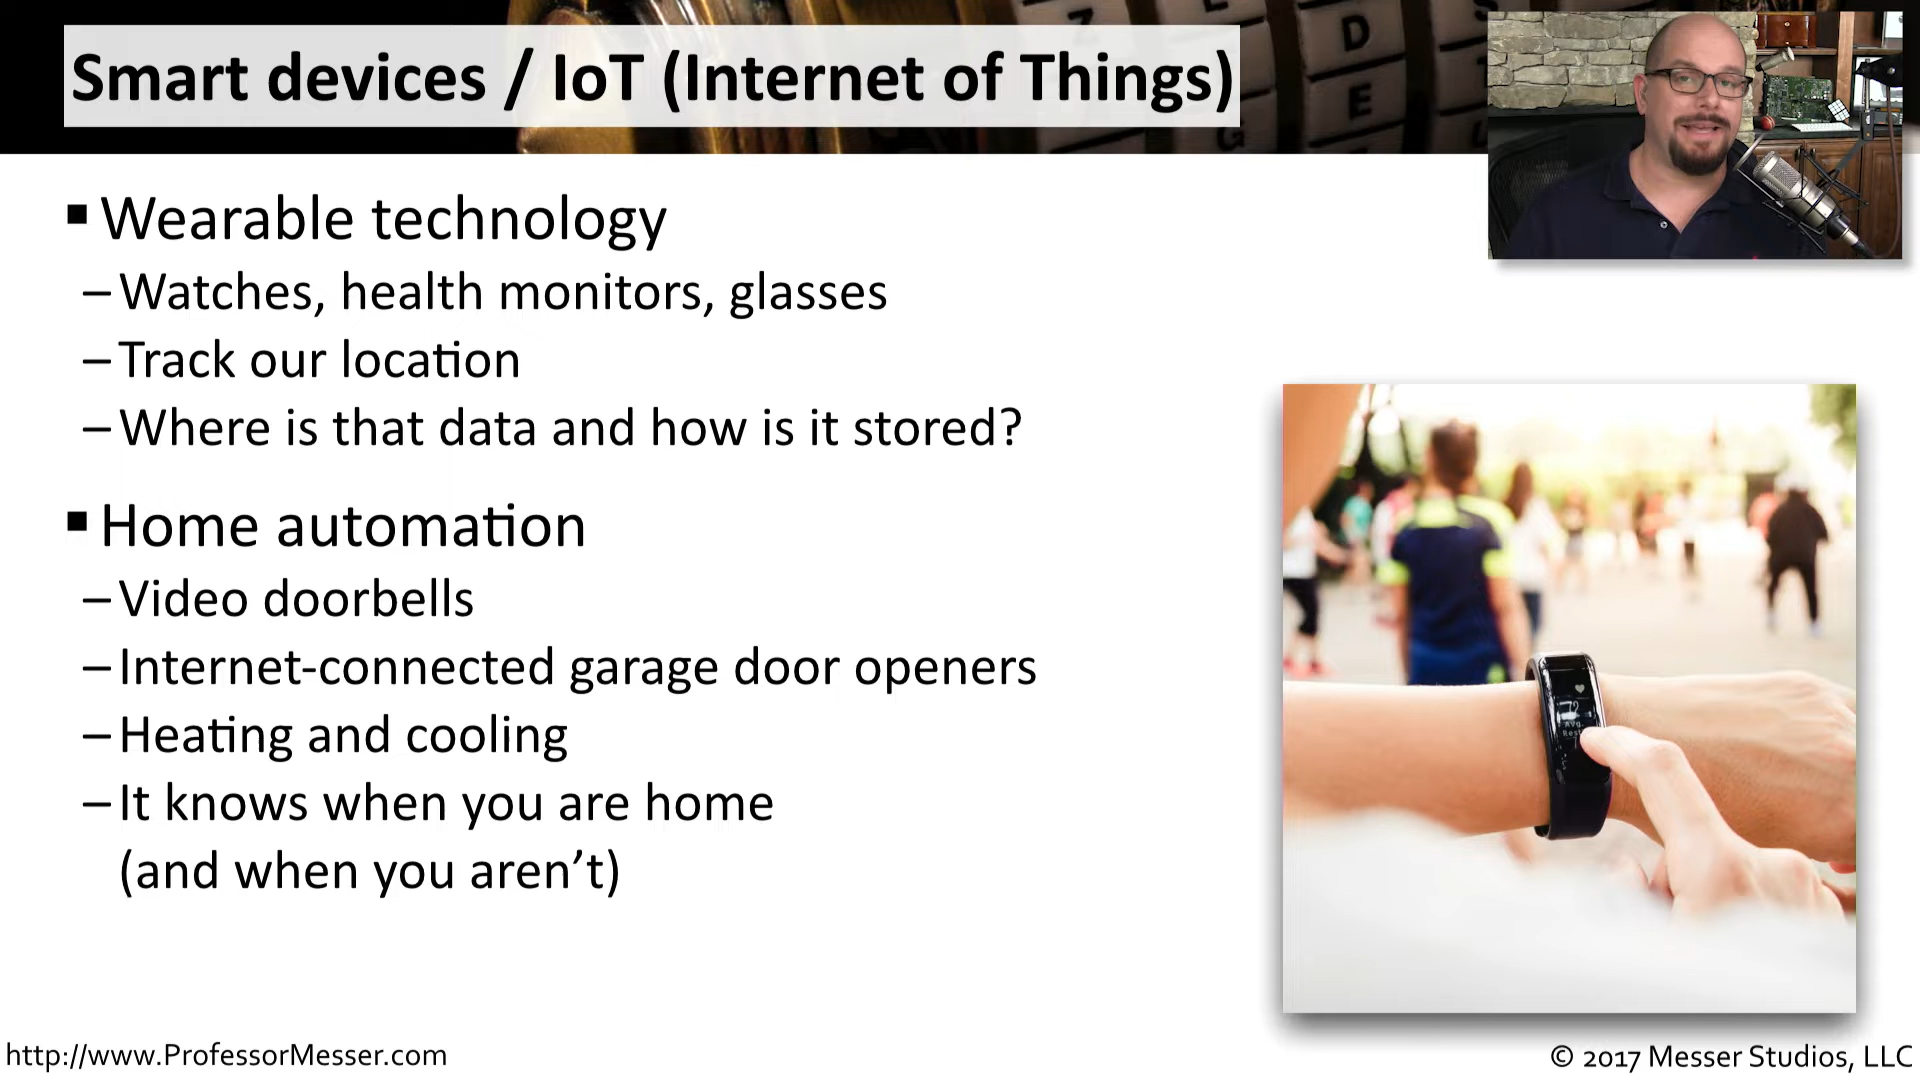 Smart devices / IoT (Internet of Things)
▪ Wearable technology
– Watches, health monitors, glasses
– Track our location
– Where is that data and how is it stored?
▪ Home automation
– Video doorbells
– Internet-connected garage door openers
– Heating and cooling
– It knows when you are home
(and when you aren’t)
Z
D
E
G
72
Avg.
http://www.ProfessorMesser.com
© 2017 Messer Studios, LLC